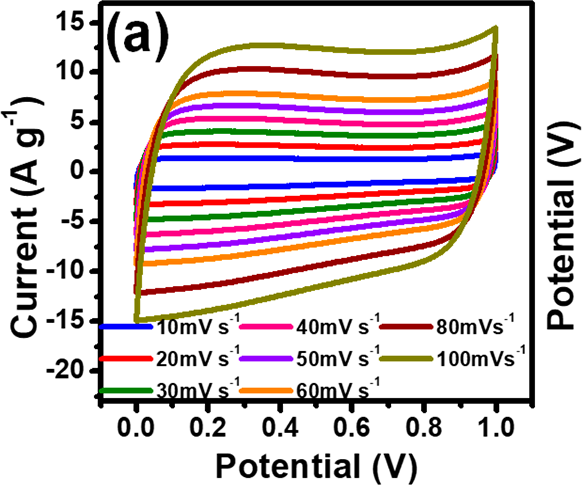 (a)
Current (A g-1)
15
10
5
0
-5
-10
-15
-20
10mV s-1 40mV s-1 80mVs-1
20mV s-1 50mV s-1 100mVs-1
30mV s-1 60mV s-1
0.0 0.2 0.4 0.6 0.8 1.0
Potential (V)
Potential (V)